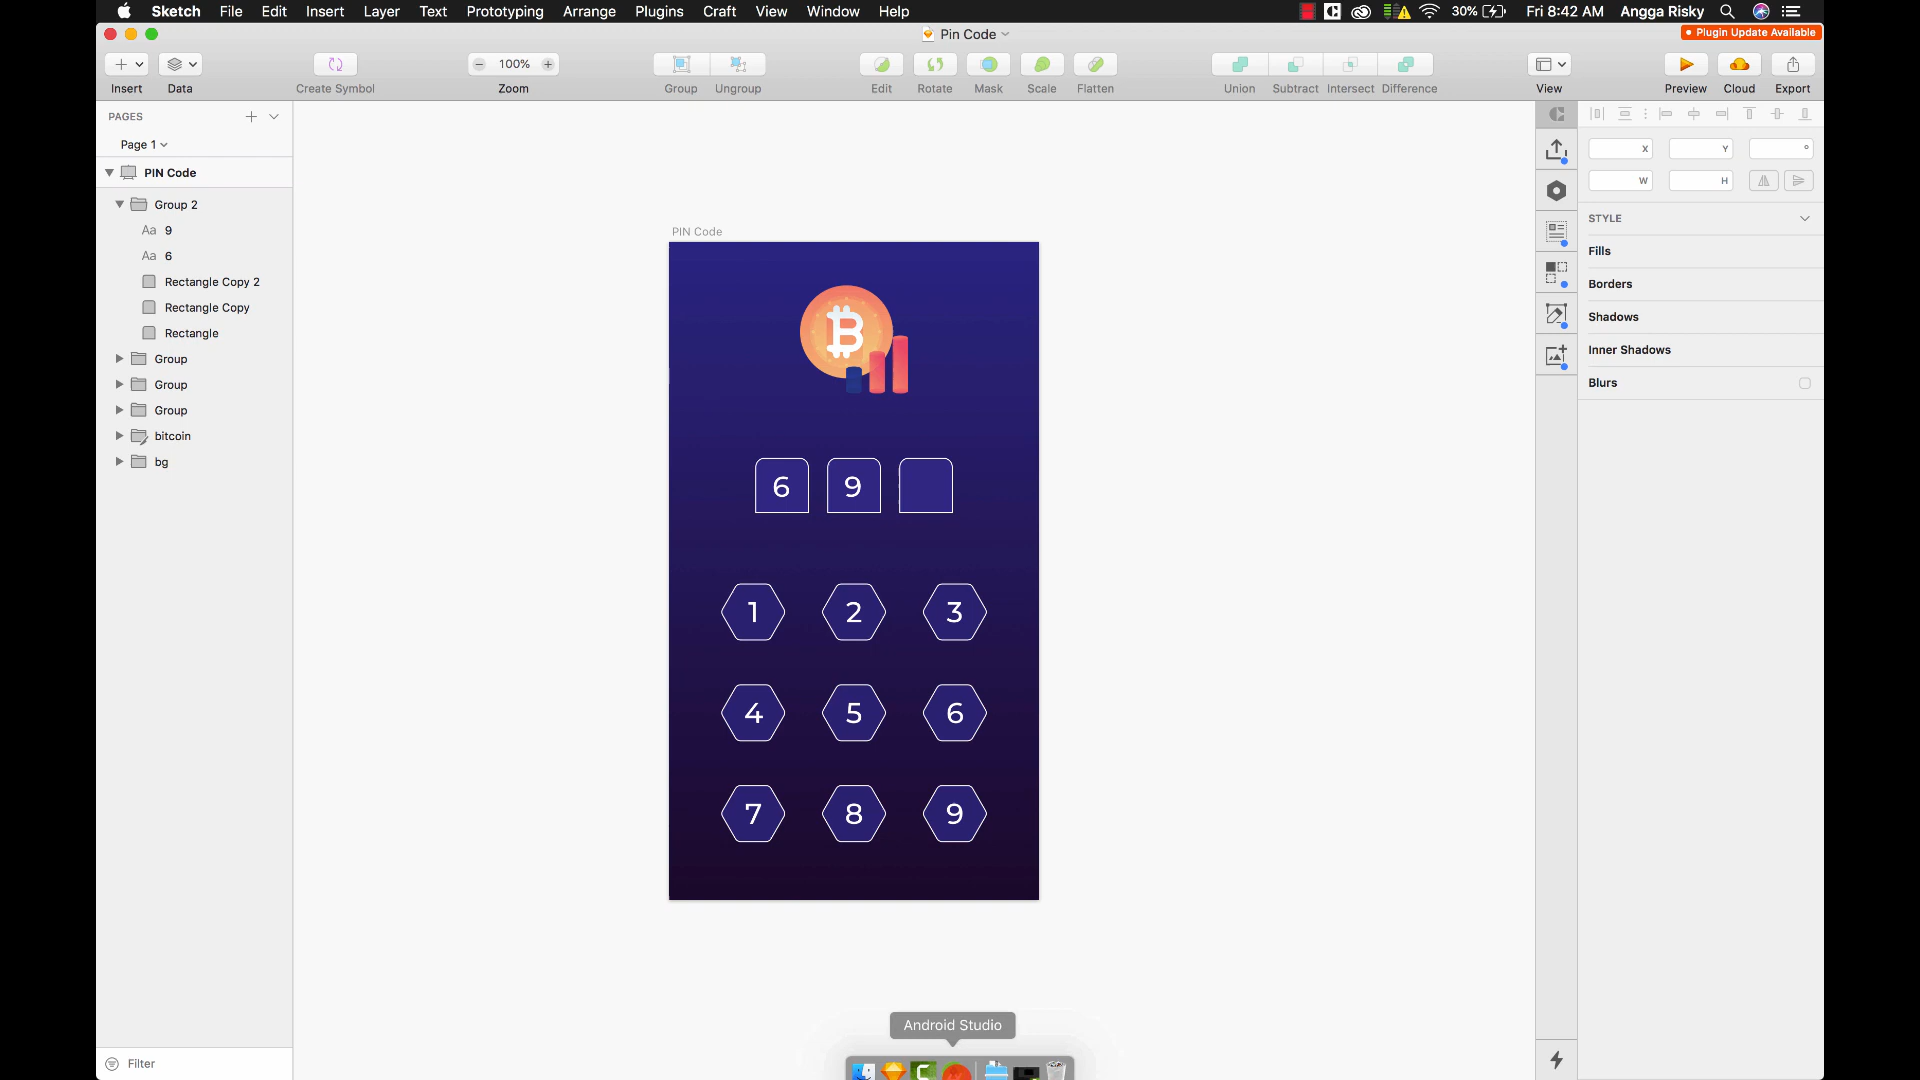 Sketch File Edit Insert Layer Text Prototyping Arrange Plugins Craft View Window Help 30% Fri 8:42 AM Angga Risky
Pin Code
Plugin Update Available
100%
Insert Data Create Symbol Zoom Group Ungroup Edit Rotate Mask Scale Flatten Union Subtract Intersect Difference View Preview Cloud Export
PAGES
Page 1
PIN Code
Group 2
Aa 9
Aa 6
Rectangle Copy 2
Rectangle Copy
Rectangle
Group
Group
Group
bitcoin
bg
Filter
PIN Code
6 9
1 2 3
4 5 6
7 8 9
Android Studio
X Y °
W H
STYLE
Fills
Borders
Shadows
Inner Shadows
Blurs